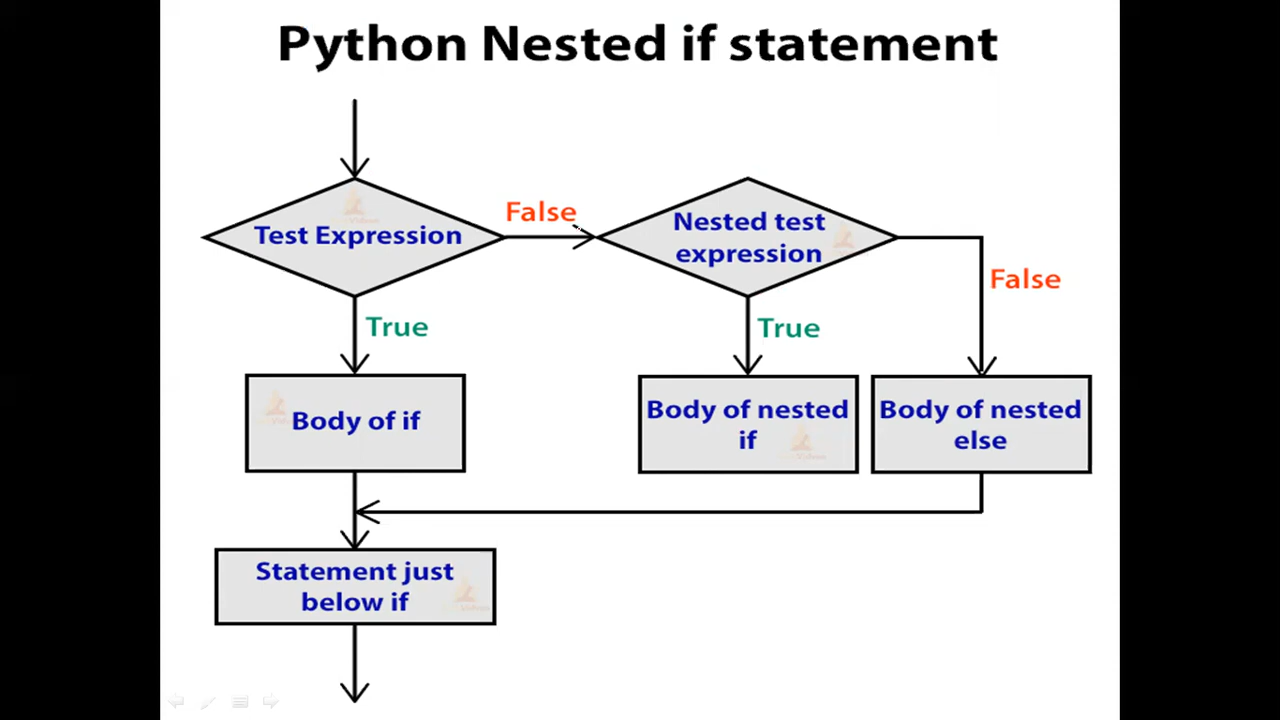 Python Nested if statement
Test Expression
False
Nested test
expression
False
True
True
Body of if
Body of nested
if
Body of nested
else
Statement just
below if